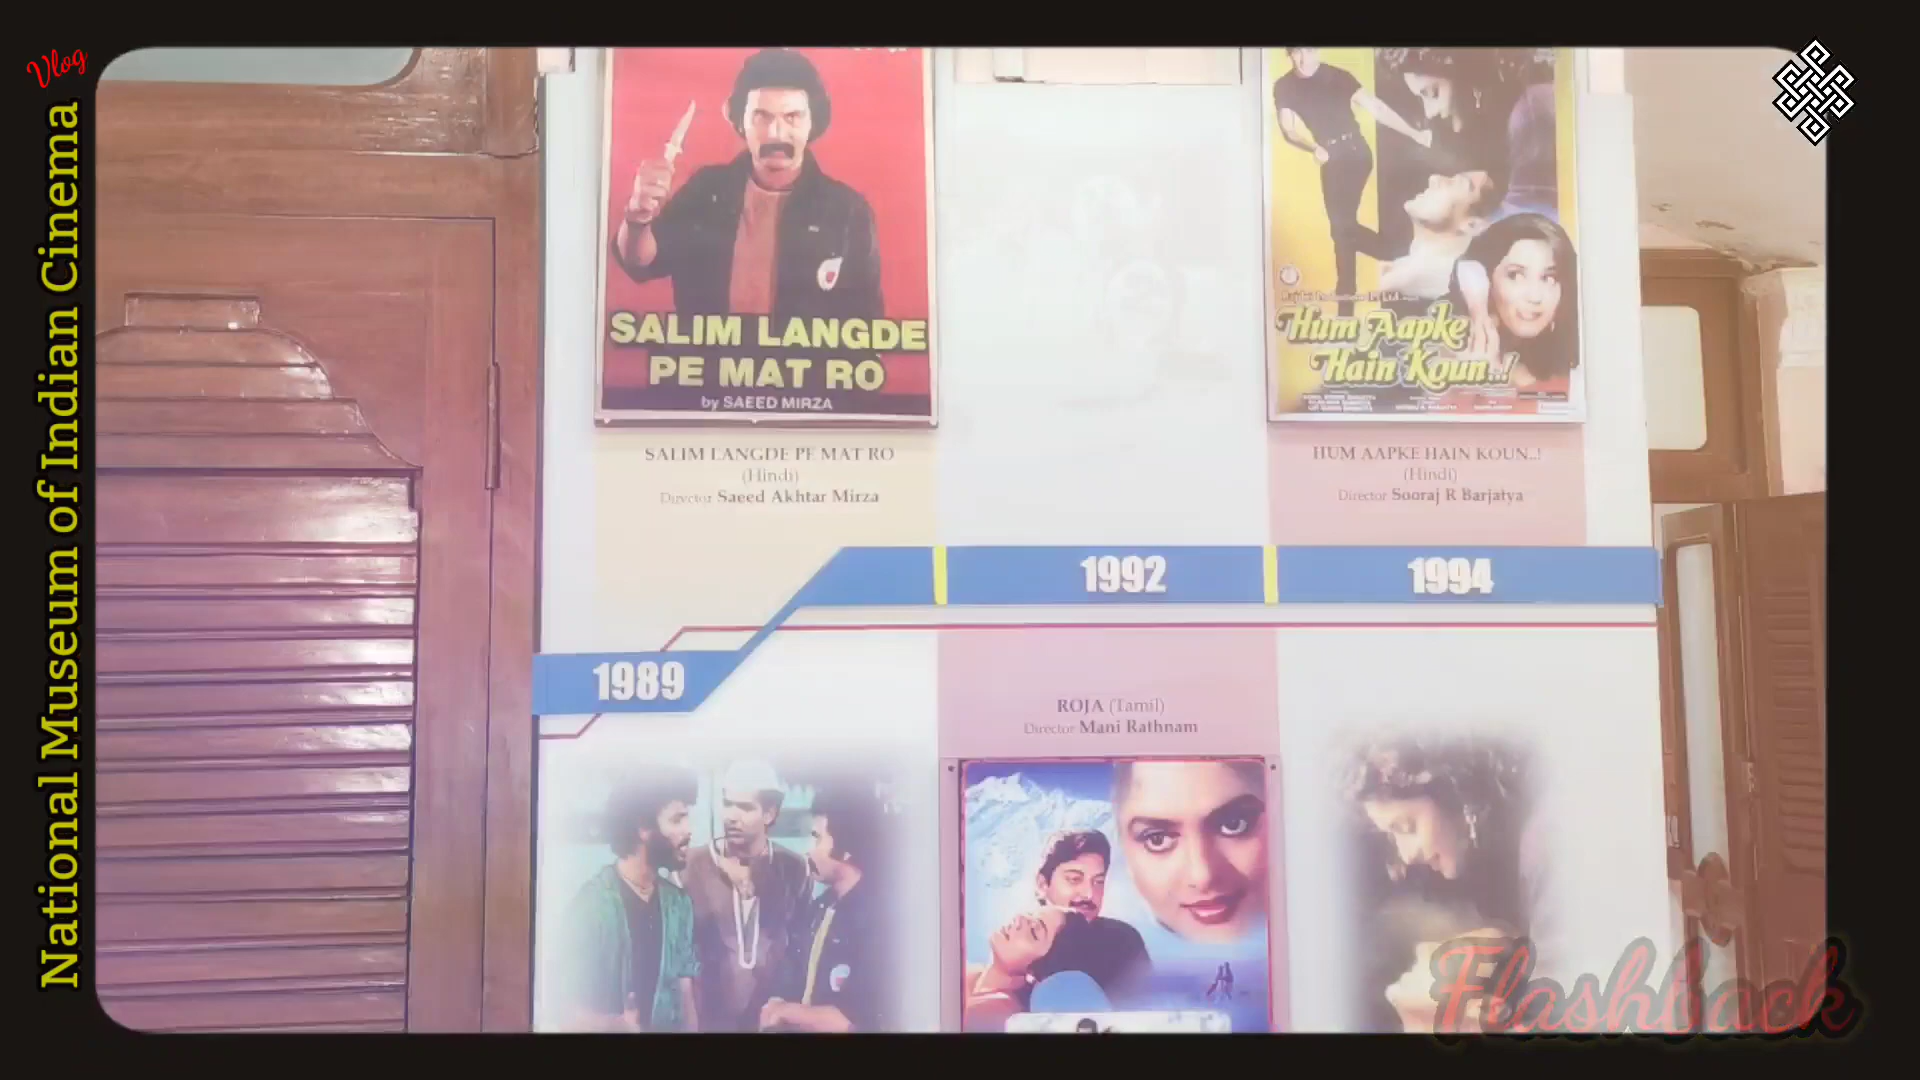 Vlog
National Museum of Indian Cinema
SALIM LANGDE
PE MAT RO
by SAEED MIRZA
SALIM LANGDE PE MAT RO
(Hindi)
Director Saeed Akhtar Mirza
Hum Aapke
Hain Koun..!
HUM AAPKE HAIN KOUN..!
(Hindi)
Director Sooraj R Barjatya
1992
1994
1989
ROJA (Tamil)
Director Mani Rathnam
Flashback